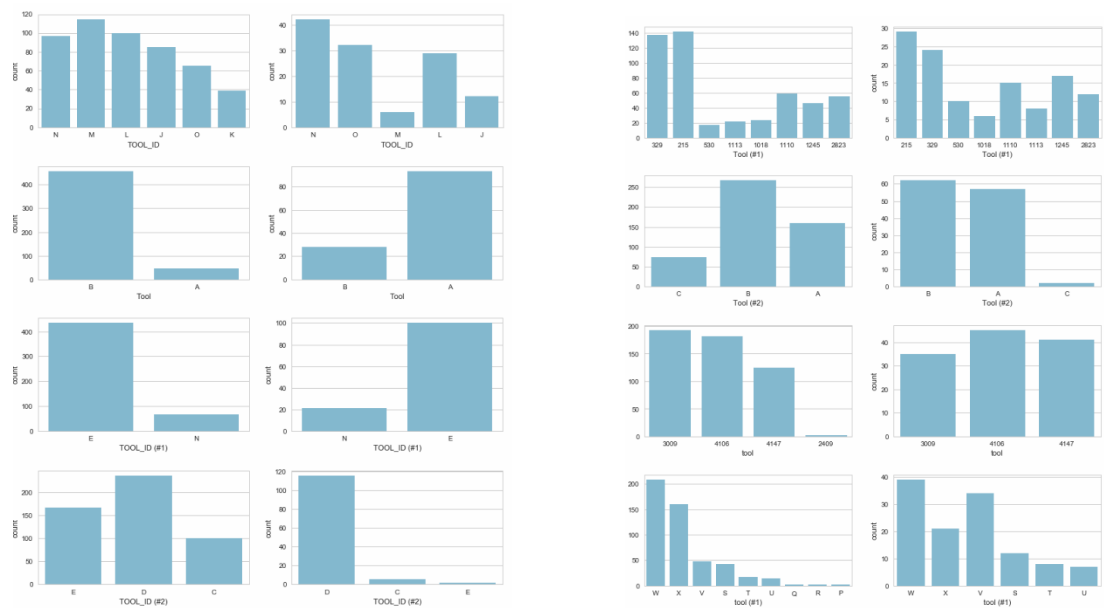 120
100
80
60
40
20
0
count
N M L J O K
TOOL_ID
40
30
20
10
0
count
N O M L J
TOOL_ID
140
120
100
80
60
40
20
0
count
329 215 530 1113 1018 1110 1245 2823
Tool (#1)
30
25
20
15
10
5
0
count
215 329 530 1018 1110 1113 1245 2823
Tool (#1)
400
300
200
100
0
count
B A
Tool
80
60
40
20
0
count
B A
Tool
250
200
150
100
50
0
count
C B A
Tool (#2)
60
50
40
30
20
10
0
count
B A C
Tool (#2)
400
300
200
100
0
count
E N
TOOL_ID (#1)
100
80
60
40
20
0
count
N E
TOOL_ID (#1)
200
150
100
50
0
count
3009 4106 4147 2409
tool
40
30
20
10
0
count
3009 4106 4147
tool
200
150
100
50
0
count
E D C
TOOL_ID (#2)
120
100
80
60
40
20
0
count
D C E
TOOL_ID (#2)
200
150
100
50
0
count
W X V S T U Q R P
tool (#1)
40
30
20
10
0
count
W X V S T U
tool (#1)